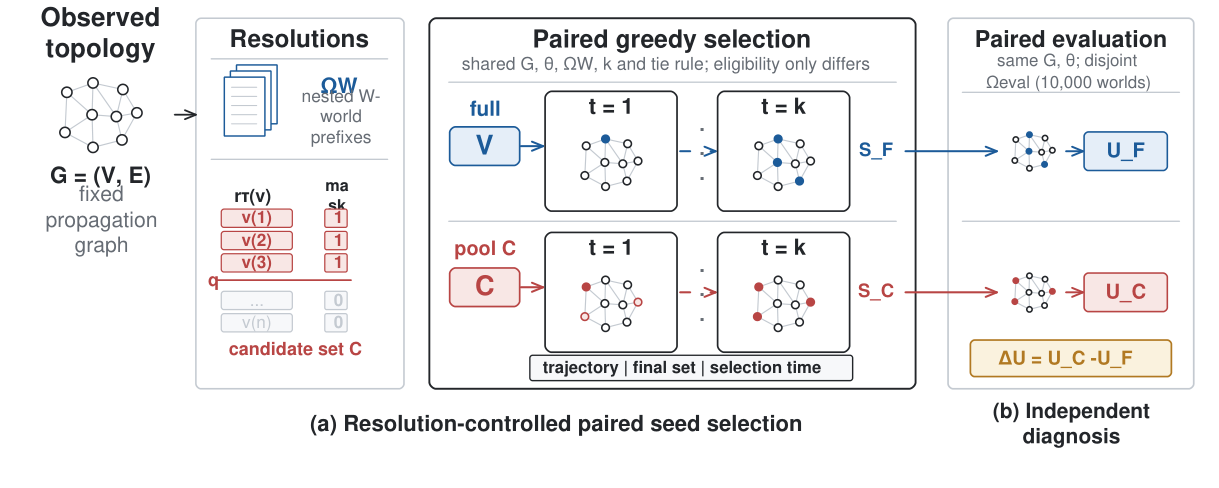 Observed
topology
G = (V, E)
fixed
propagation
graph
Resolutions
ΩW
nested W-
world
prefixes
rτ(v)
ma
sk
v(1)
1
v(2)
1
v(3)
1
q
...
0
v(n)
0
candidate set C
Paired greedy selection
shared G, θ, ΩW, k and tie rule; eligibility only differs
full
V
t = 1
t = k
S_F
pool C
C
t = 1
t = k
S_C
trajectory | final set | selection time
Paired evaluation
same G, θ; disjoint
Ωeval (10,000 worlds)
U_F
U_C
ΔU = U_C -U_F
(a) Resolution-controlled paired seed selection
(b) Independent
diagnosis